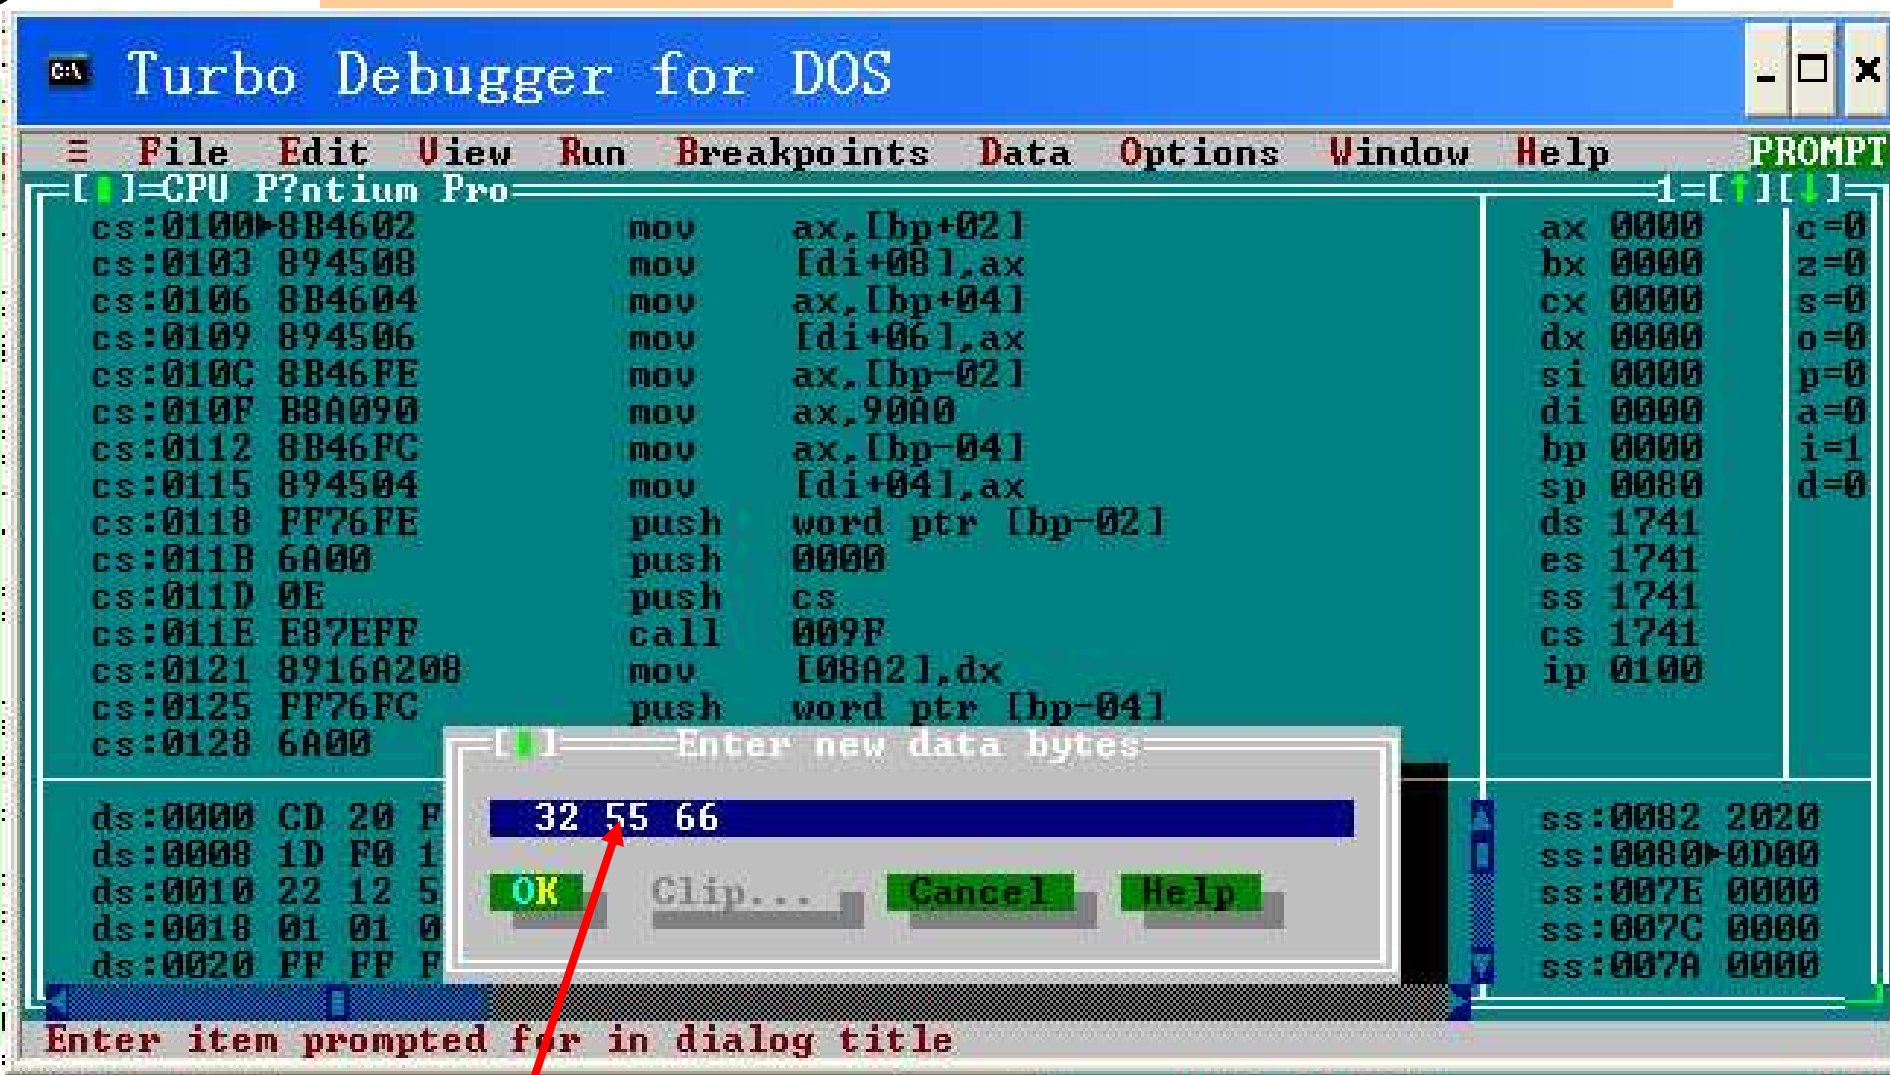 Turbo Debugger for DOS
≡ File Edit View Run Breakpoints Data Options Window Help PROMPT
[▮]=CPU P?ntium Pro 1=[↑][↓]
cs:0100►8B4602 mov ax,[bp+02] ax 0000 c=0
cs:0103 894508 mov [di+08],ax bx 0000 z=0
cs:0106 8B4604 mov ax,[bp+04] cx 0000 s=0
cs:0109 894506 mov [di+06],ax dx 0000 o=0
cs:010C 8B46FE mov ax,[bp-02] si 0000 p=0
cs:010F B8A090 mov ax,90A0 di 0000 a=0
cs:0112 8B46FC mov ax,[bp-04] bp 0000 i=1
cs:0115 894504 mov [di+04],ax sp 0080 d=0
cs:0118 FF76FE push word ptr [bp-02] ds 1741
cs:011B 6A00 push 0000 es 1741
cs:011D 0E push cs ss 1741
cs:011E E87EFF call 009F cs 1741
cs:0121 8916A208 mov [08A2],dx ip 0100
cs:0125 FF76FC push word ptr [bp-04]
cs:0128 6A00
[▮] Enter new data bytes
32 55 66
OK Clip... Cancel Help
ds:0000 CD 20 F ss:0082 2020
ds:0008 1D F0 1 ss:0080►0D00
ds:0010 22 12 5 ss:007E 0000
ds:0018 01 01 0 ss:007C 0000
ds:0020 FF FF F ss:007A 0000
Enter item prompted for in dialog title